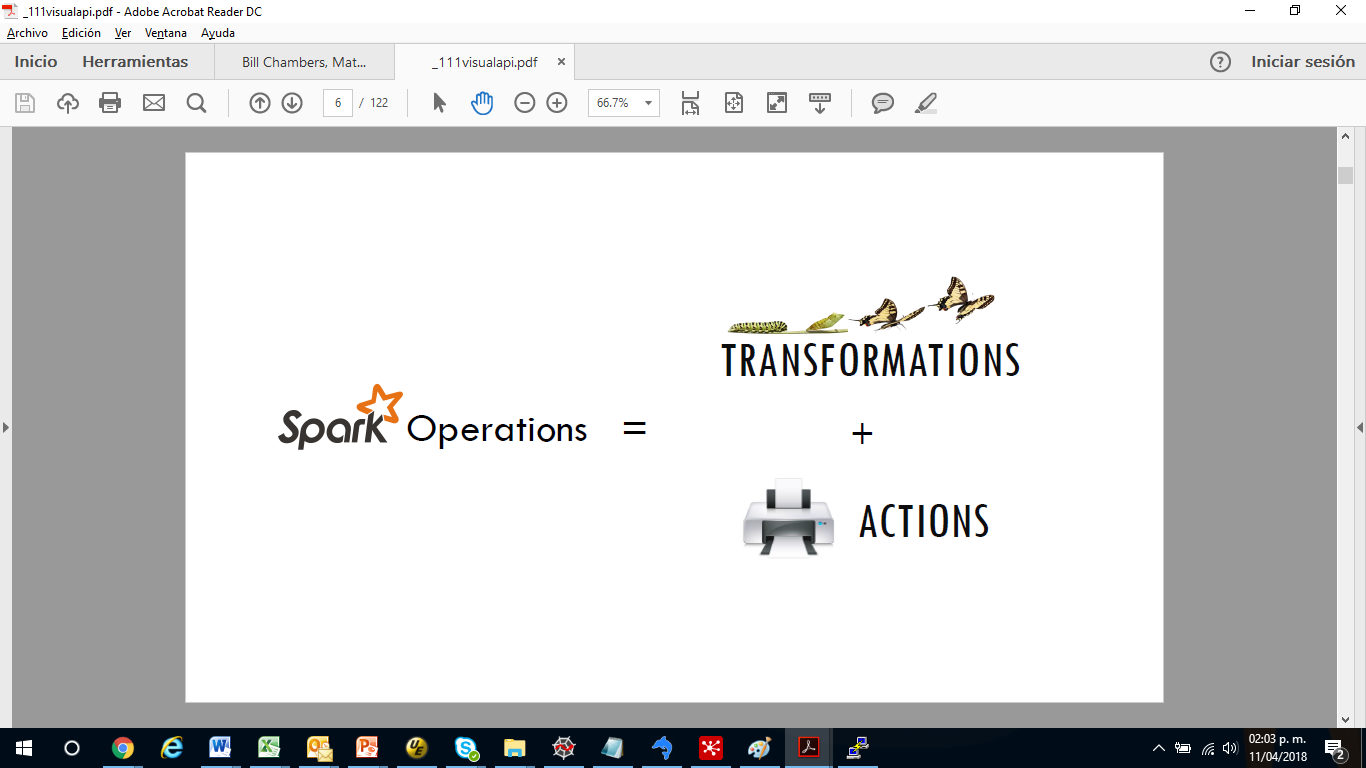 _111visualapi.pdf - Adobe Acrobat Reader DC
Archivo Edición Ver Ventana Ayuda
Inicio Herramientas Bill Chambers, Mat... _111visualapi.pdf × ? Iniciar sesión
6 / 122 66.7%
TRANSFORMATIONS
Spark Operations = +
ACTIONS
02:03 p. m.
11/04/2018
2